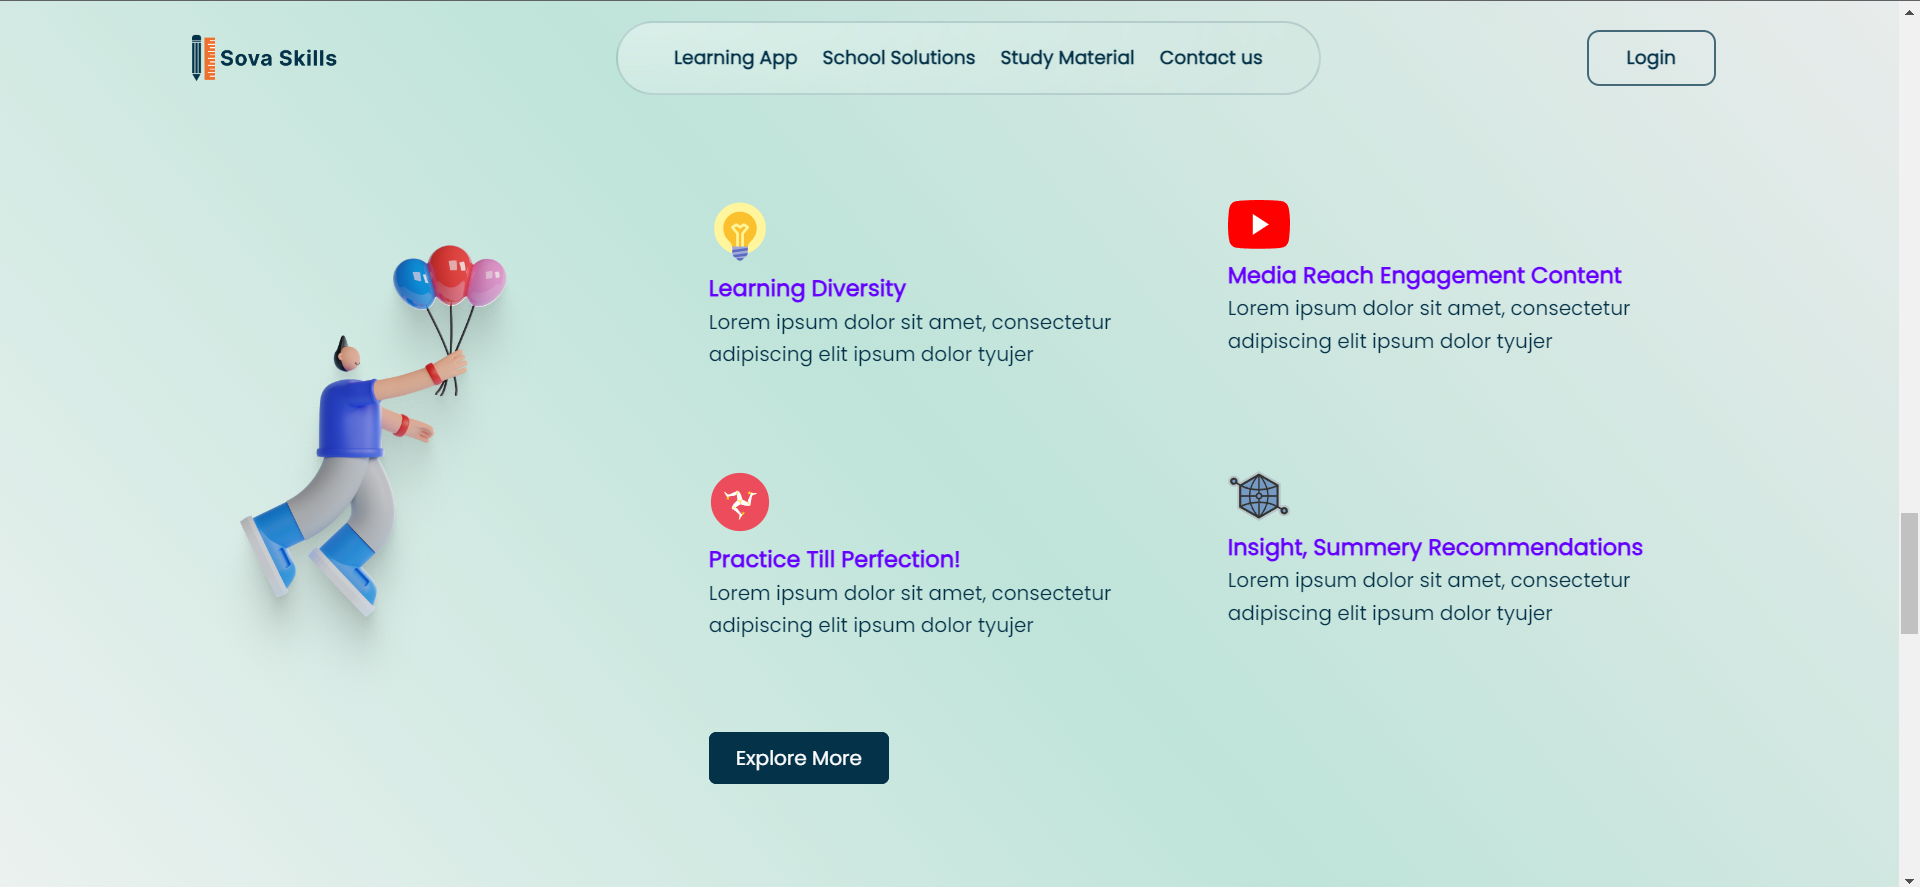 Sova Skills
Learning App
School Solutions
Study Material
Contact us
Login
Learning Diversity
Lorem ipsum dolor sit amet, consectetur
adipiscing elit ipsum dolor tyujer
Media Reach Engagement Content
Lorem ipsum dolor sit amet, consectetur
adipiscing elit ipsum dolor tyujer
Practice Till Perfection!
Lorem ipsum dolor sit amet, consectetur
adipiscing elit ipsum dolor tyujer
Insight, Summery Recommendations
Lorem ipsum dolor sit amet, consectetur
adipiscing elit ipsum dolor tyujer
Explore More